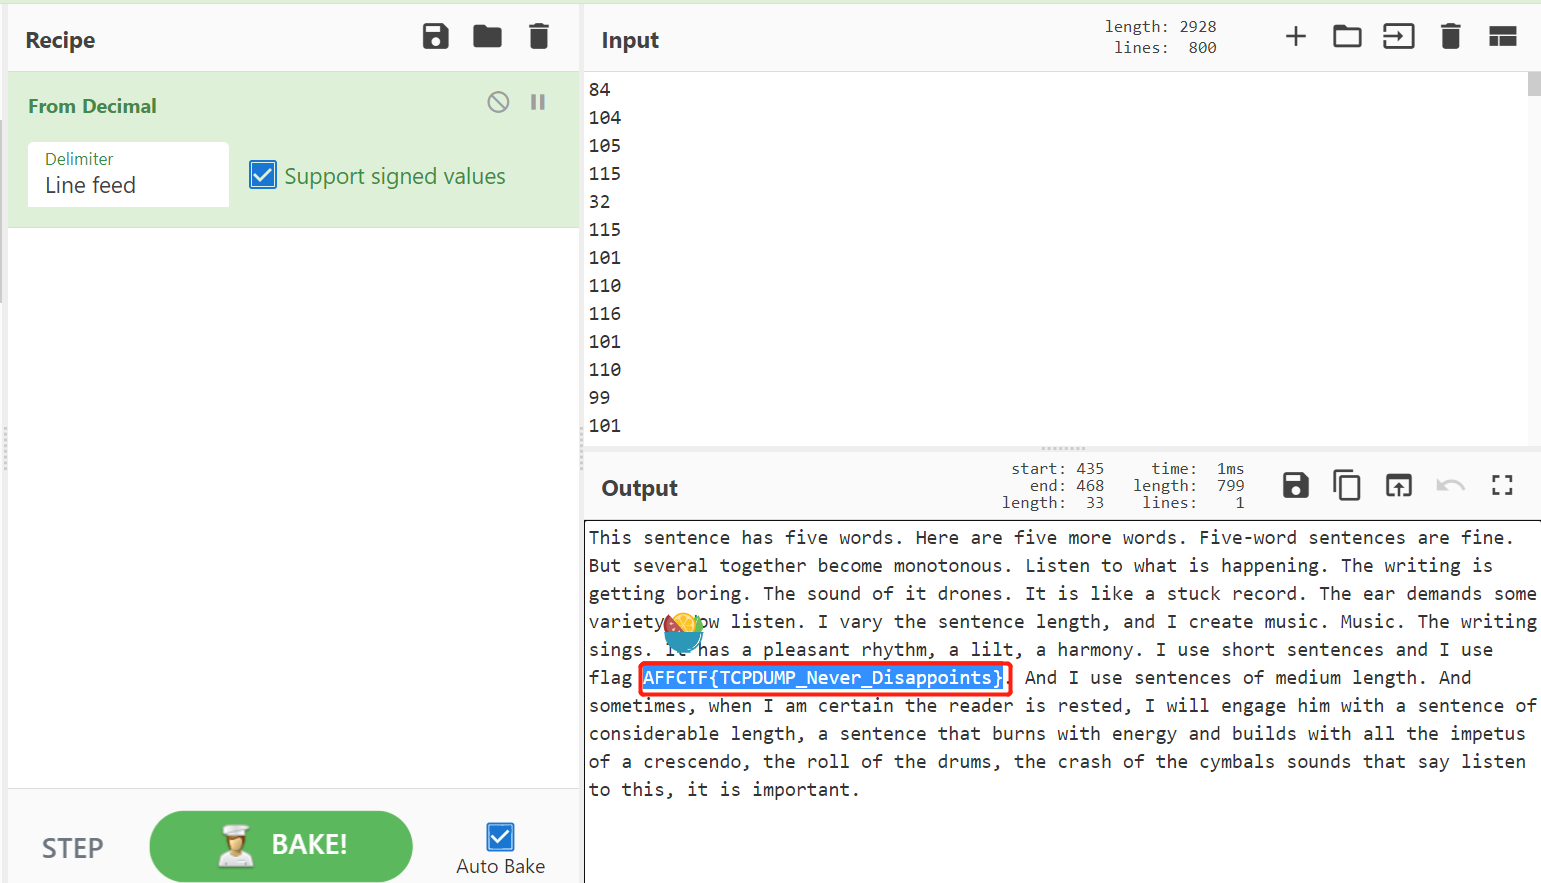 Recipe
From Decimal
Delimiter
Line feed
Support signed values
STEP
BAKE!
Auto Bake
Input
length: 2928
lines: 800
84
104
105
115
32
115
101
110
116
101
110
99
101
Output
start: 435 time: 1ms
end: 468 length: 799
length: 33 lines: 1
This sentence has five words. Here are five more words. Five-word sentences are fine.
But several together become monotonous. Listen to what is happening. The writing is
getting boring. The sound of it drones. It is like a stuck record. The ear demands some
variety listen. I vary the sentence length, and I create music. Music. The writing
sings. It has a pleasant rhythm, a lilt, a harmony. I use short sentences and I use
flag AFFCTF{TCPDUMP_Never_Disappoints}. And I use sentences of medium length. And
sometimes, when I am certain the reader is rested, I will engage him with a sentence of
considerable length, a sentence that burns with energy and builds with all the impetus
of a crescendo, the roll of the drums, the crash of the cymbals sounds that say listen
to this, it is important.